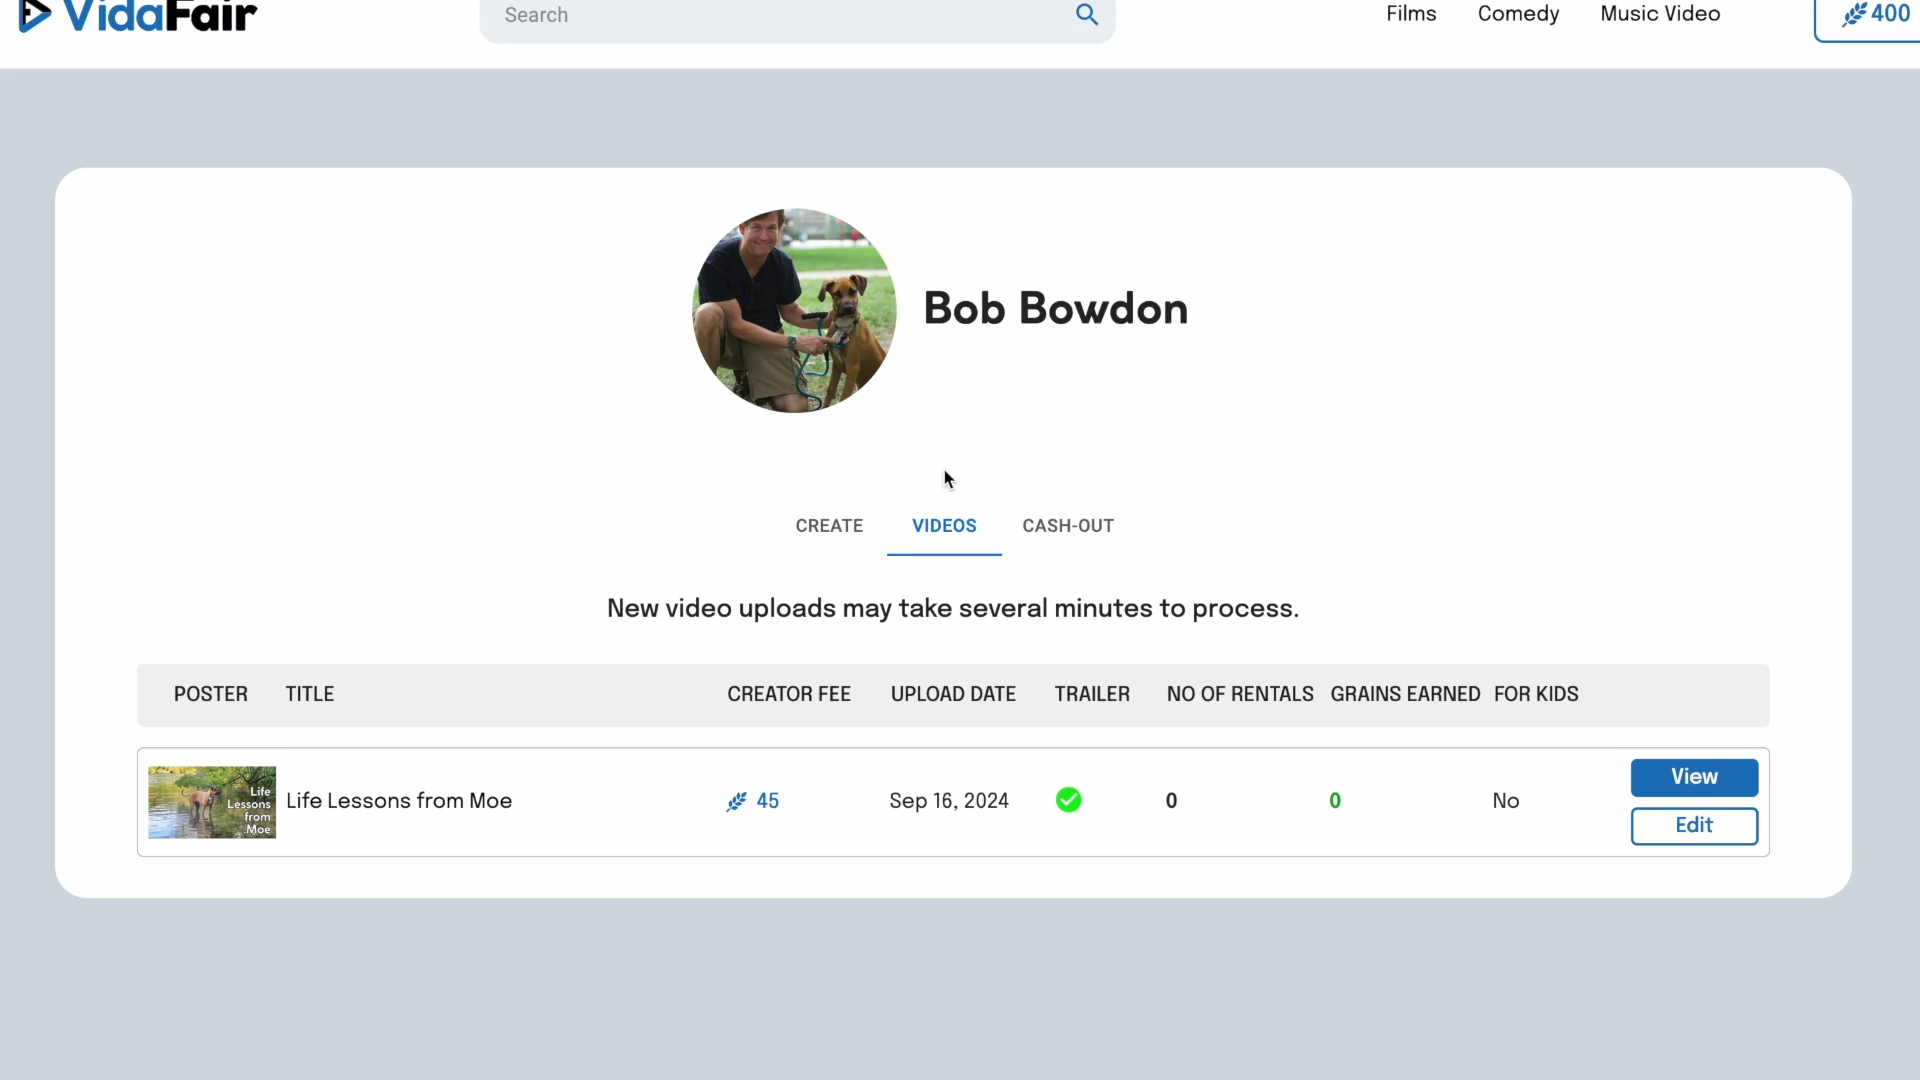 VidaFair
Search
Films Comedy Music Video
400
Bob Bowdon
CREATE VIDEOS CASH-OUT
New video uploads may take several minutes to process.
POSTER TITLE CREATOR FEE UPLOAD DATE TRAILER NO OF RENTALS GRAINS EARNED FOR KIDS
Life
Lessons
from
Moe
Life Lessons from Moe 45 Sep 16, 2024 0 0 No
View
Edit